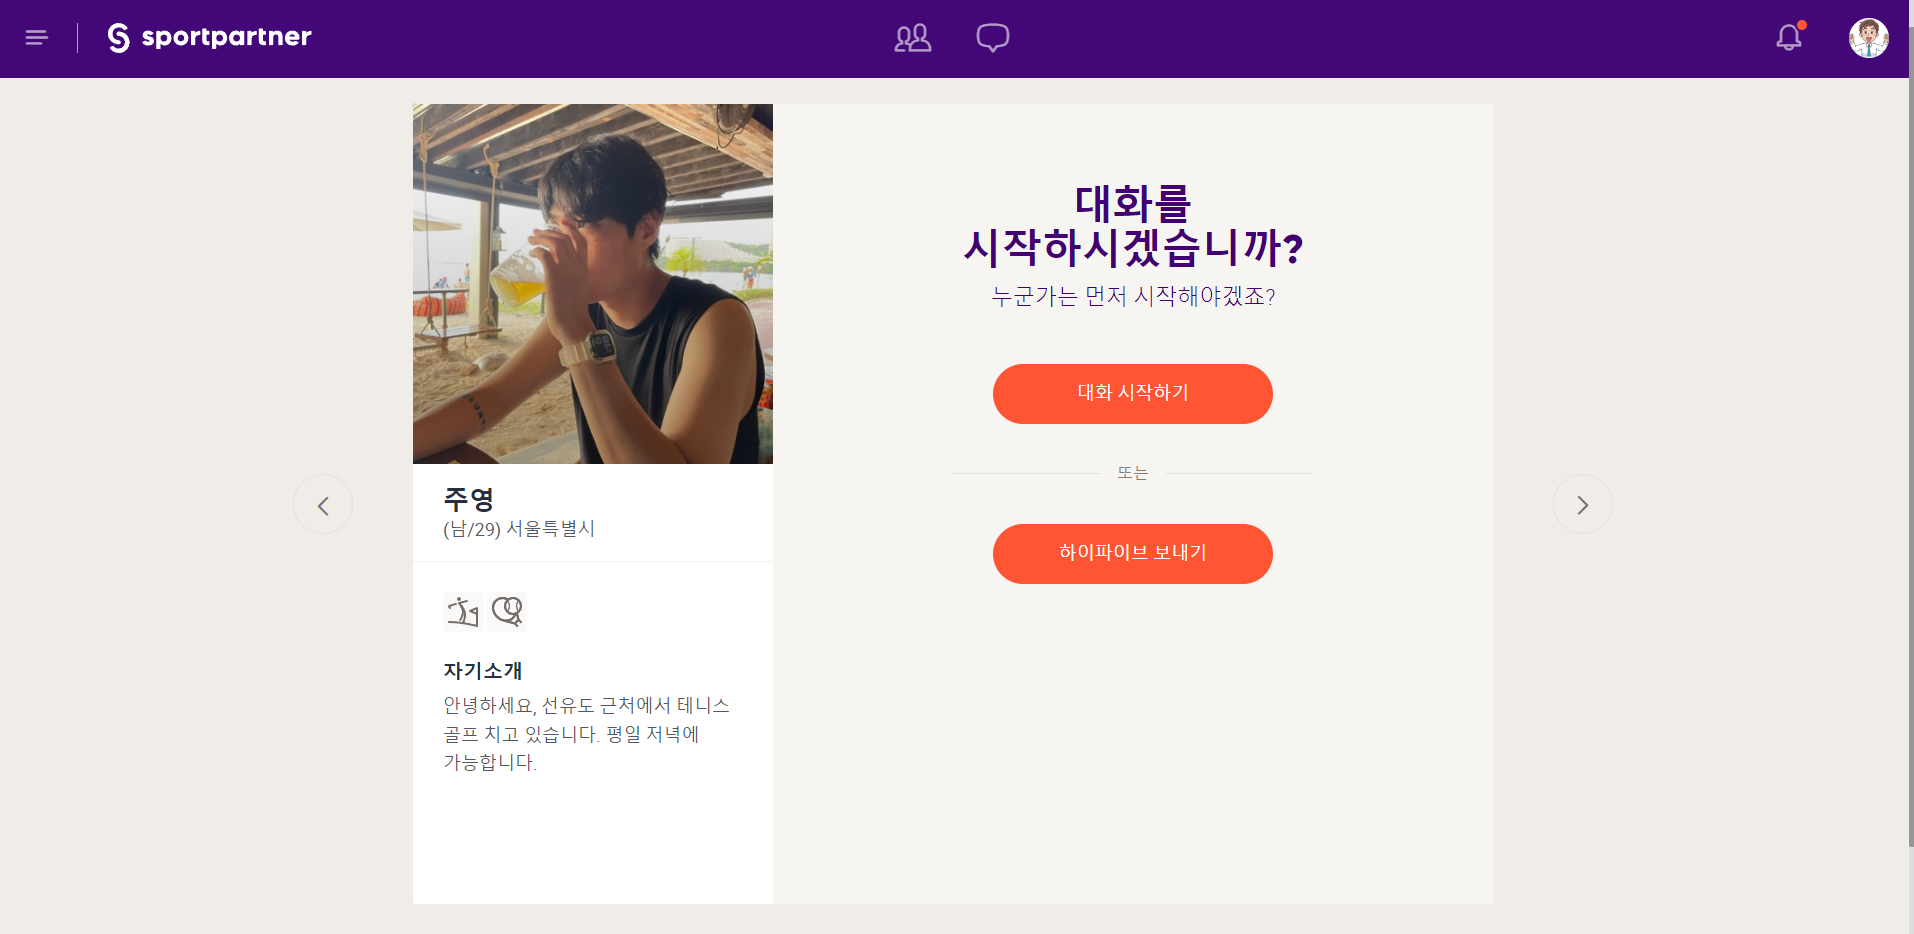 sportpartner
대화를
시작하시겠습니까?
누군가는 먼저 시작해야겠죠?
대화 시작하기
또는
하이파이브 보내기
주영
(남/29) 서울특별시
자기소개
안녕하세요, 선유도 근처에서 테니스
골프 치고 있습니다. 평일 저녁에
가능합니다.